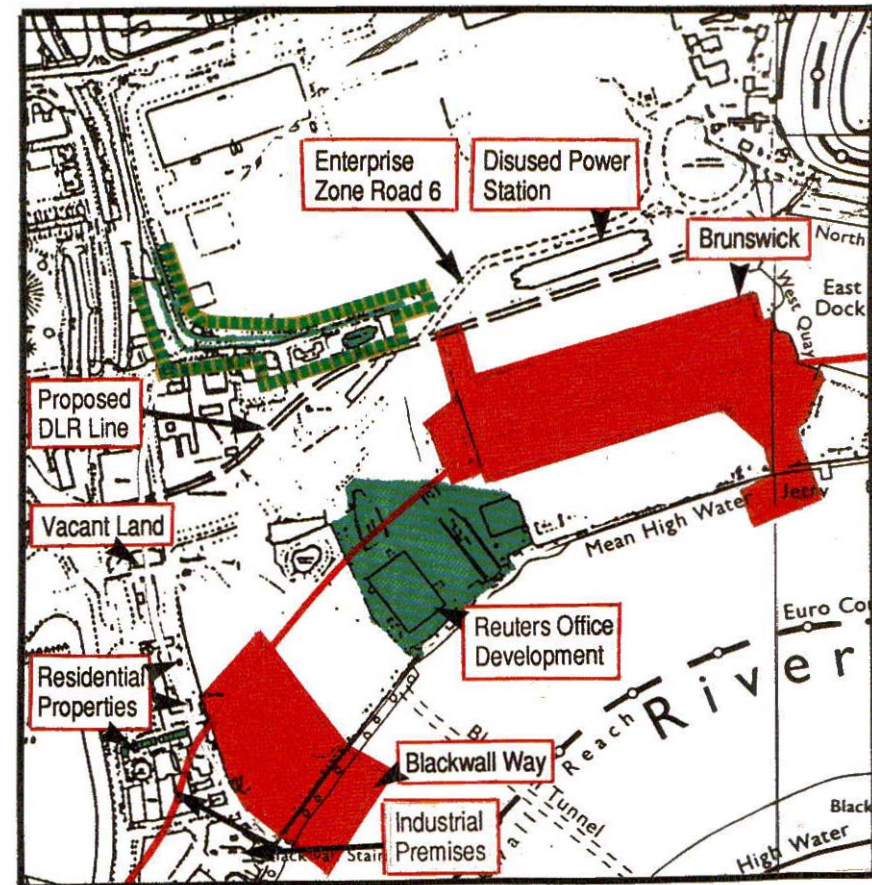 Enterprise
Zone Road 6
Disused Power
Station
Brunswick
North
West Quay
East
Dock
Proposed
DLR Line
Vacant Land
Jetty
Mean High Water
Reuters Office
Development
Euro
River
Reach
Residential
Properties
Blackwall Way
Tunnel
Industrial
Premises
Black
High Water